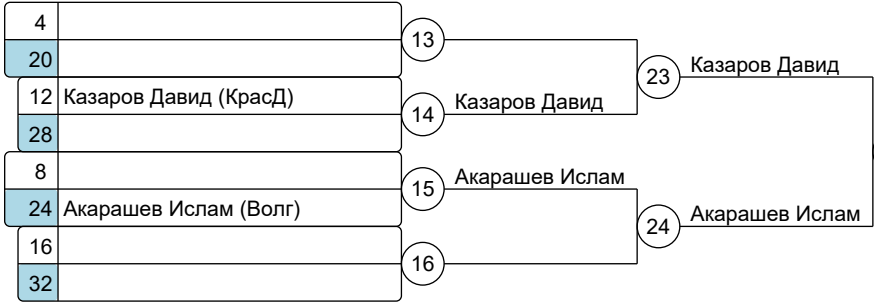 4
13
20
23 Казаров Давид
12 Казаров Давид (КрасД)
14 Казаров Давид
28
8
15 Акарашев Ислам
24 Акарашев Ислам (Волг)
24 Акарашев Ислам
16
16
32